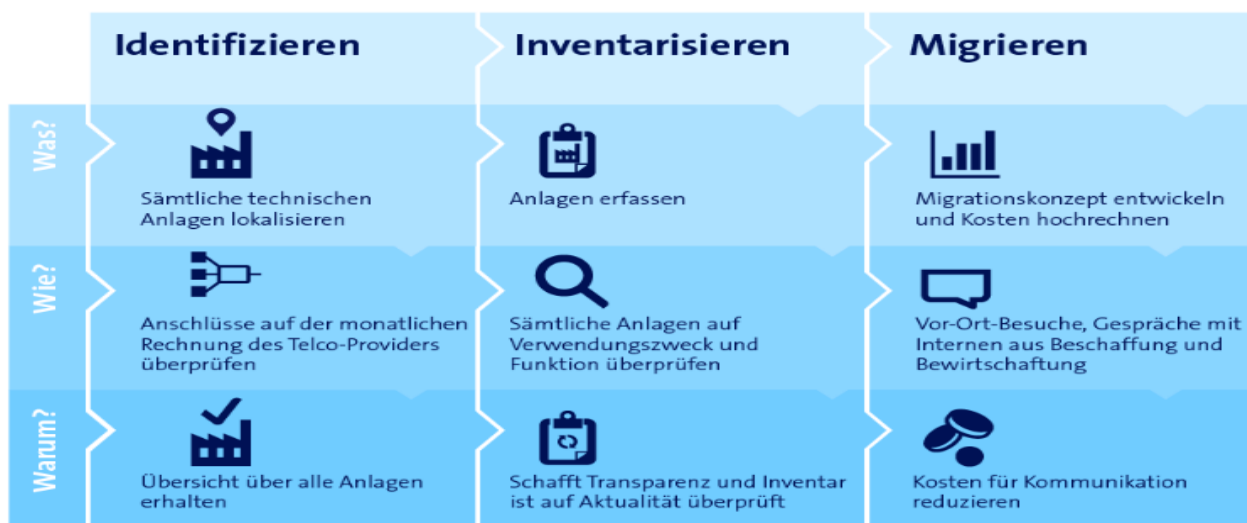 Identifizieren
Inventarisieren
Migrieren
Was?
Sämtliche technischen
Anlagen lokalisieren
Anlagen erfassen
Migrationskonzept entwickeln
und Kosten hochrechnen
Wie?
Anschlüsse auf der monatlichen
Rechnung des Telco-Providers
überprüfen
Sämtliche Anlagen auf
Verwendungszweck und
Funktion überprüfen
Vor-Ort-Besuche, Gespräche mit
Internen aus Beschaffung und
Bewirtschaftung
Warum?
Übersicht über alle Anlagen
erhalten
Schafft Transparenz und Inventar
ist auf Aktualität überprüft
Kosten für Kommunikation
reduzieren